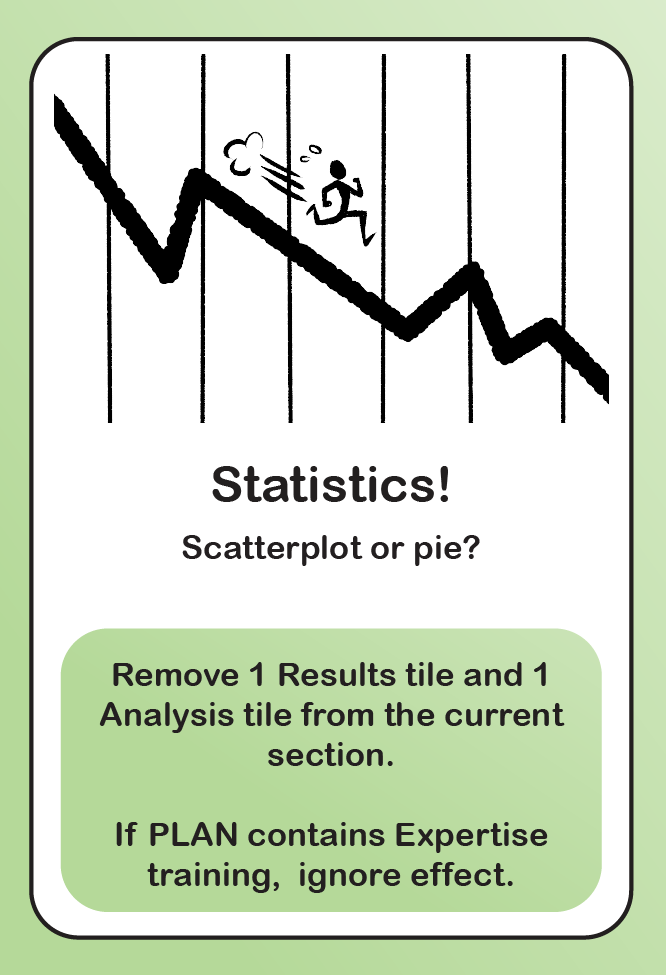 Statistics!
Scatterplot or pie?
Remove 1 Results tile and 1
Analysis tile from the current
section.
If PLAN contains Expertise
training,  ignore effect.